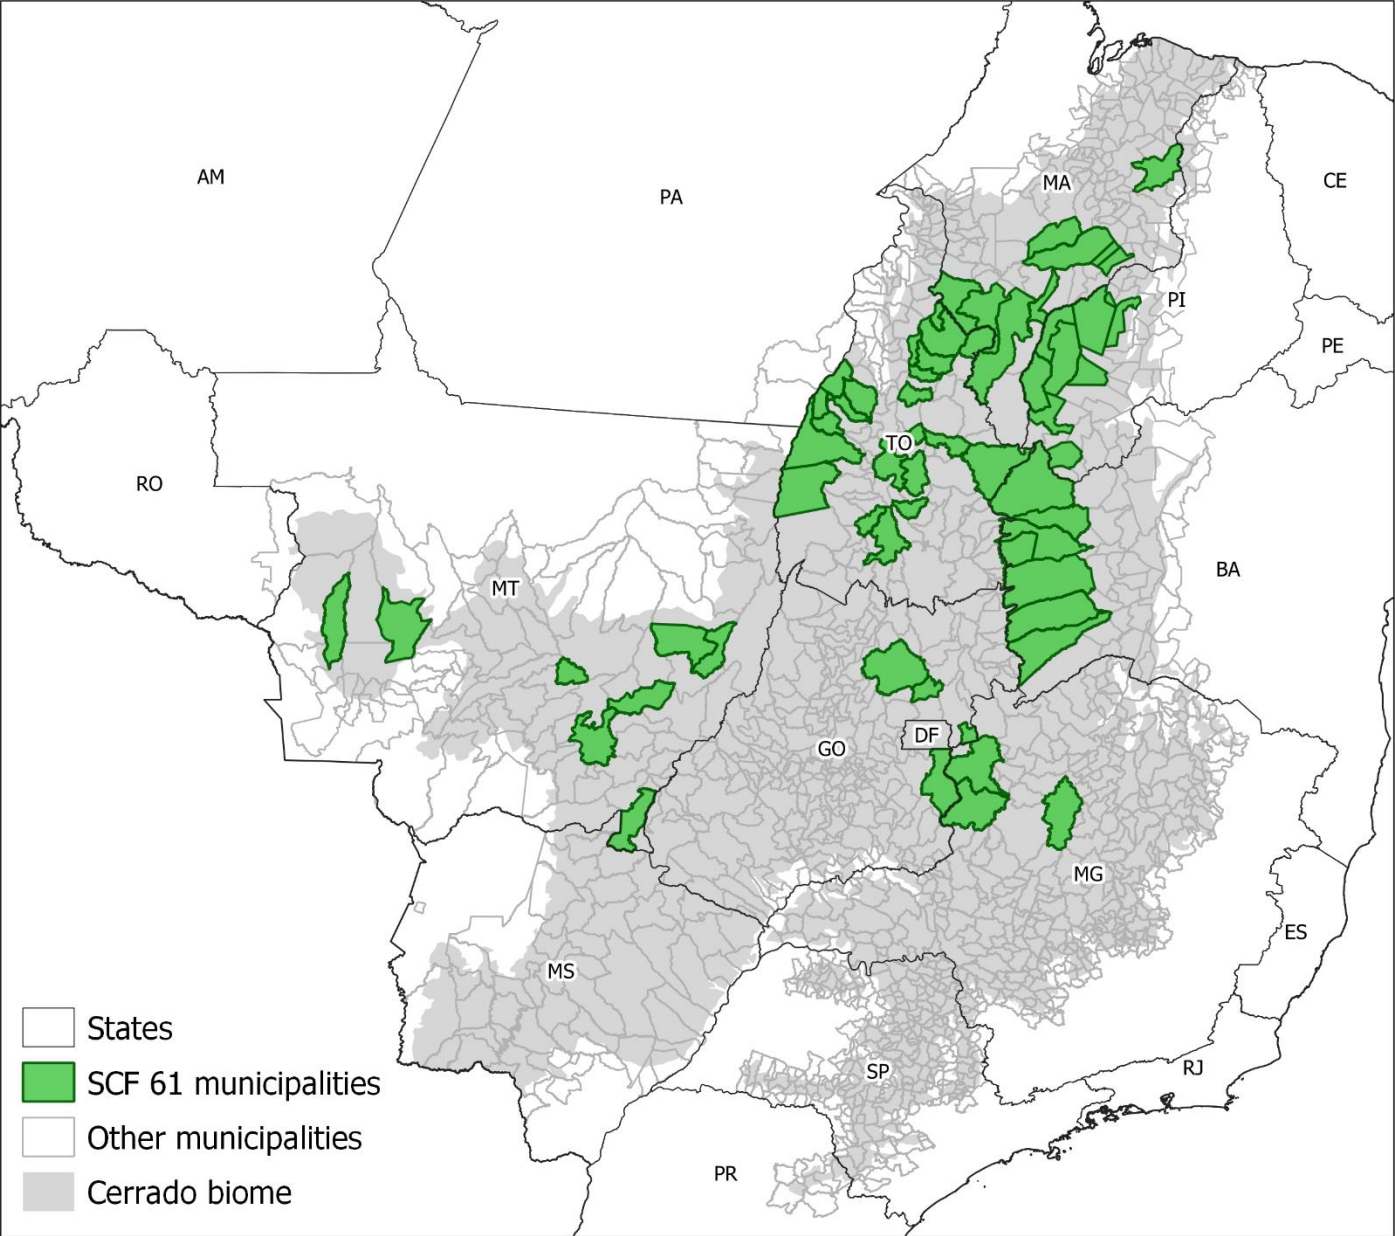 AM
PA
MA
CE
PI
PE
TO
RO
MT
BA
DF
GO
MG
ES
MS
RJ
SP
PR
States
SCF 61 municipalities
Other municipalities
Cerrado biome